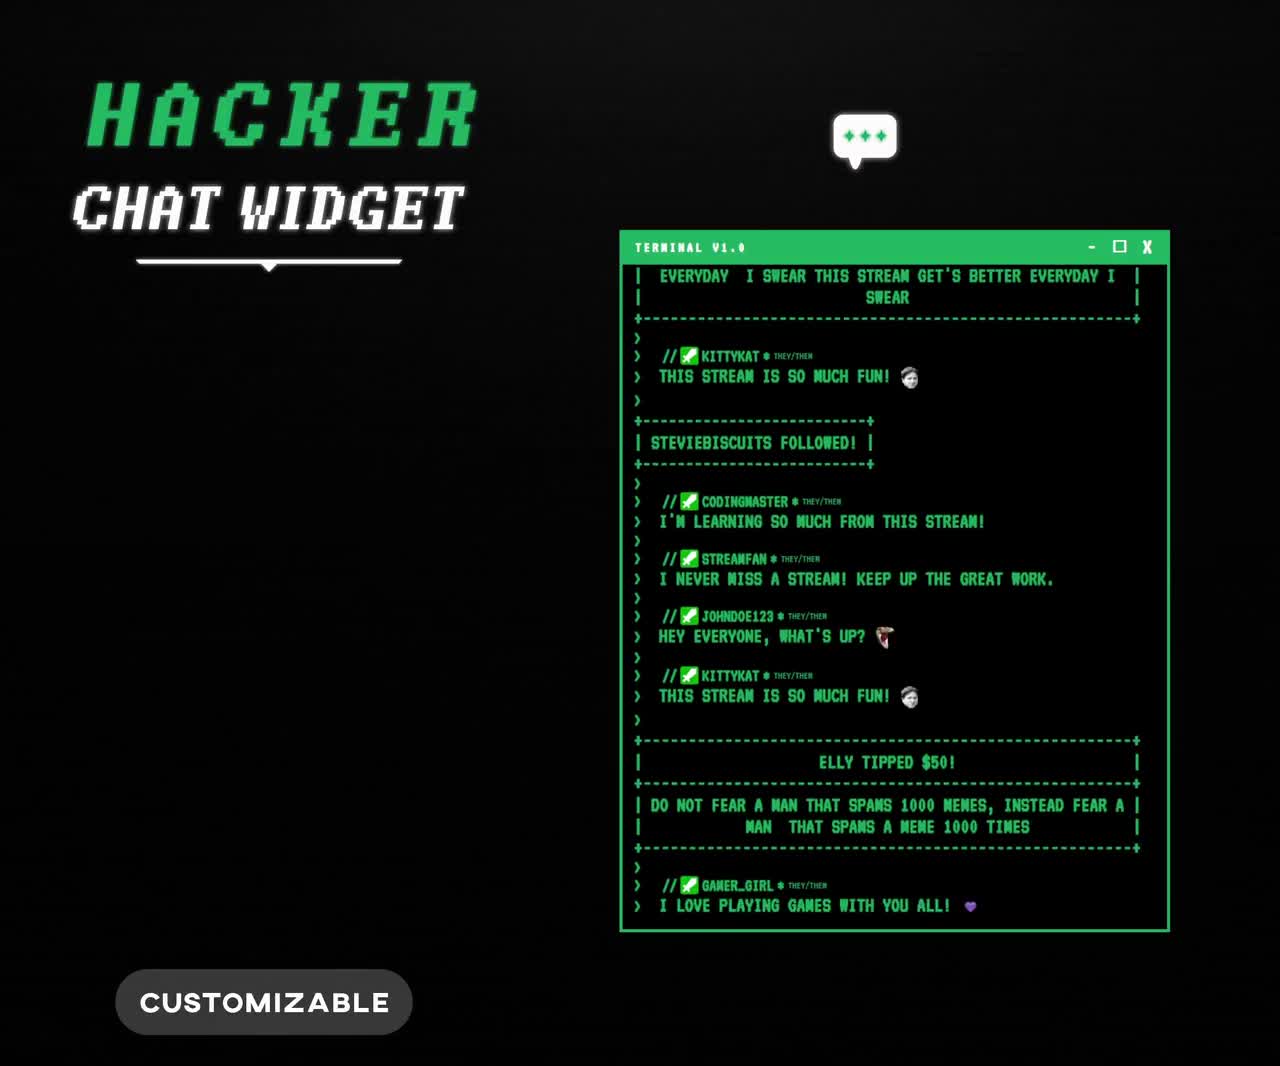 HACKER
CHAT WIDGET
TERMINAL V1.0
- □ X
| EVERYDAY  I SWEAR THIS STREAM GET'S BETTER EVERYDAY I |
| SWEAR |
+---------------------------------------------------------+
>
> //KITTYKAT * THEY/THEM
> THIS STREAM IS SO MUCH FUN!
>
+--------------------------+
| STEVIEBISCUITS FOLLOWED! |
+--------------------------+
>
> //CODINGMASTER * THEY/THEM
> I'M LEARNING SO MUCH FROM THIS STREAM!
>
> //STREAMFAN * THEY/THEM
> I NEVER MISS A STREAM! KEEP UP THE GREAT WORK.
>
> //JOHNDOE123 * THEY/THEM
> HEY EVERYONE, WHAT'S UP?
>
> //KITTYKAT * THEY/THEM
> THIS STREAM IS SO MUCH FUN!
>
+---------------------------------------------------------+
| ELLY TIPPED $50! |
+---------------------------------------------------------+
| DO NOT FEAR A MAN THAT SPAMS 1000 MEMES, INSTEAD FEAR A |
| MAN  THAT SPAMS A MEME 1000 TIMES |
+---------------------------------------------------------+
>
> //GAMER_GIRL * THEY/THEM
> I LOVE PLAYING GAMES WITH YOU ALL! 💜
CUSTOMIZABLE